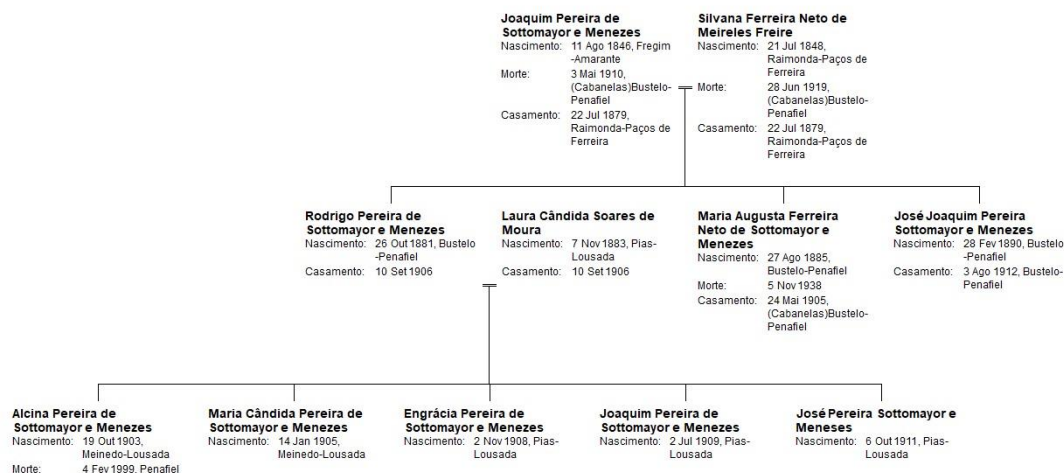 Joaquim Pereira de
Sottomayor e Menezes
Nascimento: 11 Ago 1846, Fregim
-Amarante
Morte: 3 Mai 1910,
(Cabanelas)Bustelo-
Penafiel
Casamento: 22 Jul 1879,
Raimonda-Paços de
Ferreira
Silvana Ferreira Neto de
Meireles Freire
Nascimento: 21 Jul 1848,
Raimonda-Paços de
Ferreira
Morte: 28 Jun 1919,
(Cabanelas)Bustelo-
Penafiel
Casamento: 22 Jul 1879,
Raimonda-Paços de
Ferreira
Rodrigo Pereira de
Sottomayor e Menezes
Nascimento: 26 Out 1881, Bustelo
-Penafiel
Casamento: 10 Set 1906
Laura Cândida Soares de
Moura
Nascimento: 7 Nov 1883, Pias-
Lousada
Casamento: 10 Set 1906
Maria Augusta Ferreira
Neto de Sottomayor e
Menezes
Nascimento: 27 Ago 1885,
Bustelo-Penafiel
Morte: 5 Nov 1938
Casamento: 24 Mai 1905,
(Cabanelas)Bustelo-
Penafiel
José Joaquim Pereira
Sottomayor e Menezes
Nascimento: 28 Fev 1890, Bustelo
-Penafiel
Casamento: 3 Ago 1912, Bustelo-
Penafiel
Alcina Pereira de
Sottomayor e Menezes
Nascimento: 19 Out 1903,
Meinedo-Lousada
Morte: 4 Fev 1999, Penafiel
Maria Cândida Pereira de
Sottomayor e Menezes
Nascimento: 14 Jan 1905,
Meinedo-Lousada
Engrácia Pereira de
Sottomayor e Menezes
Nascimento: 2 Nov 1908, Pias-
Lousada
Joaquim Pereira de
Sottomayor e Menezes
Nascimento: 2 Jul 1909, Pias-
Lousada
José Pereira Sottomayor e
Meneses
Nascimento: 6 Out 1911, Pias-
Lousada